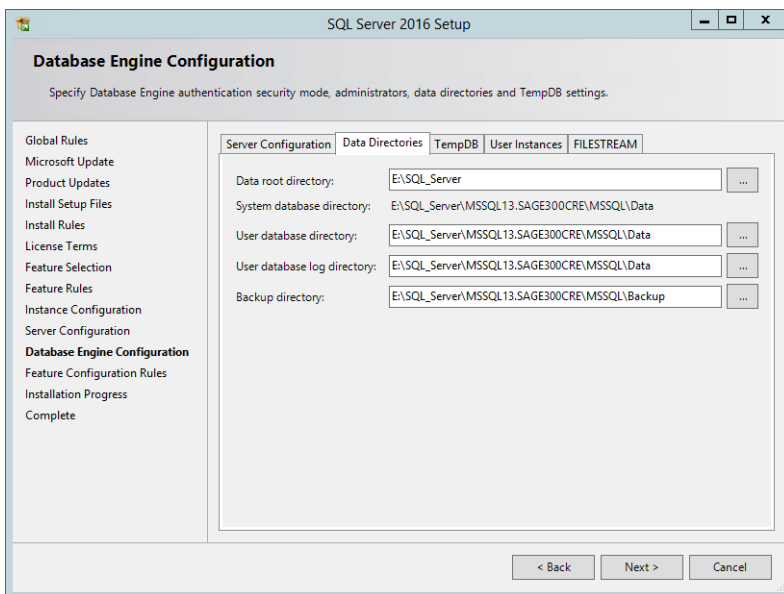 SQL Server 2016 Setup
Database Engine Configuration
Specify Database Engine authentication security mode, administrators, data directories and TempDB settings.
Global Rules
Microsoft Update
Product Updates
Install Setup Files
Install Rules
License Terms
Feature Selection
Feature Rules
Instance Configuration
Server Configuration
Database Engine Configuration
Feature Configuration Rules
Installation Progress
Complete
Server Configuration Data Directories TempDB User Instances FILESTREAM
Data root directory: E:\SQL_Server ...
System database directory: E:\SQL_Server\MSSQL13.SAGE300CRE\MSSQL\Data
User database directory: E:\SQL_Server\MSSQL13.SAGE300CRE\MSSQL\Data ...
User database log directory: E:\SQL_Server\MSSQL13.SAGE300CRE\MSSQL\Data ...
Backup directory: E:\SQL_Server\MSSQL13.SAGE300CRE\MSSQL\Backup ...
< Back Next > Cancel